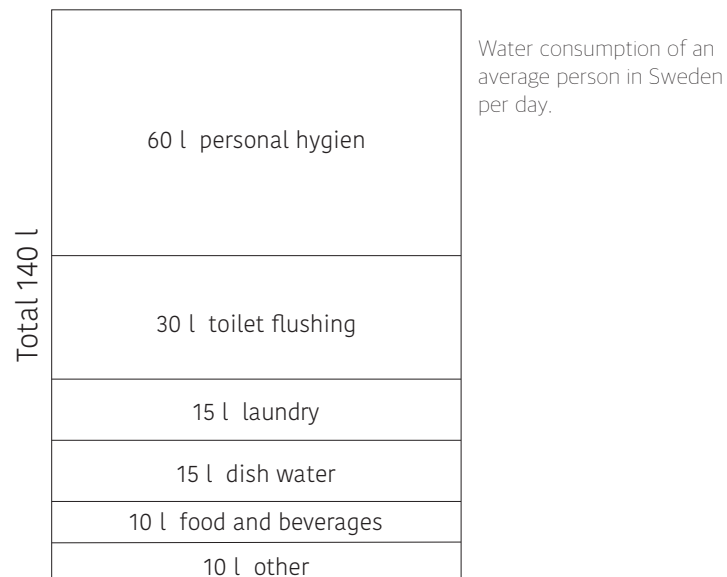 Water consumption of an
average person in Sweden
per day.
Total 140 l
60 l personal hygien
30 l toilet flushing
15 l laundry
15 l dish water
10 l food and beverages
10 l other